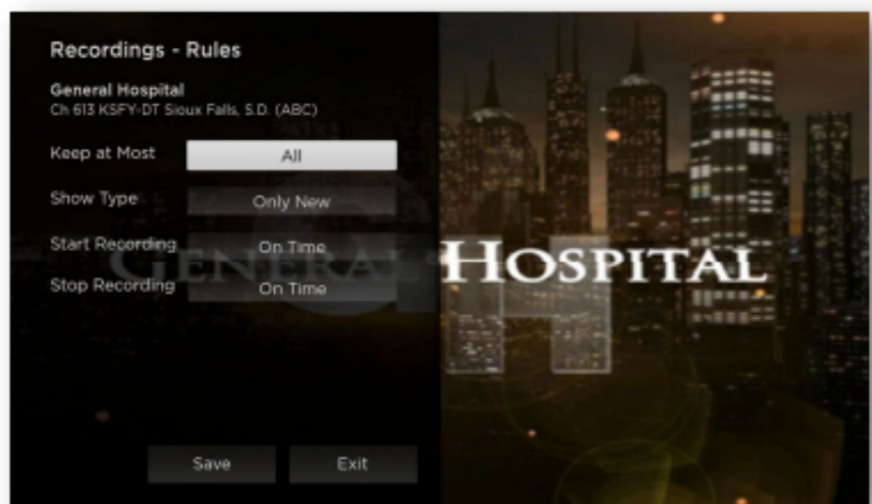 Recordings - Rules
General Hospital
Ch 613 KSFY-DT Sioux Falls, S.D. (ABC)
Keep at Most All
Show Type Only New
Start Recording On Time
GENERAL HOSPITAL
Stop Recording On Time
Save Exit